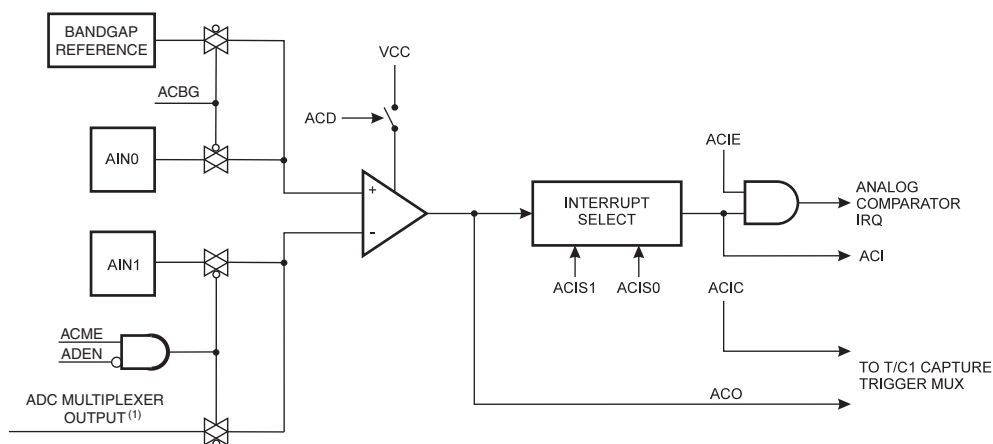 BANDGAP
REFERENCE
ACBG
AIN0
VCC
ACD
+
-
AIN1
ACME
ADEN
ADC MULTIPLEXER
OUTPUT (1)
INTERRUPT
SELECT
ACIS1 ACIS0
ACIE
ANALOG
COMPARATOR
IRQ
ACI
ACIC
TO T/C1 CAPTURE
TRIGGER MUX
ACO